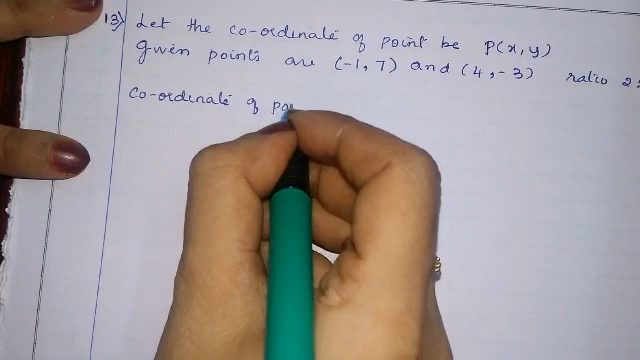 13) Let the co-ordinate of point be P(x, y)
Given points are (-1, 7) and (4, -3) ratio 2:
Co-ordinate of po